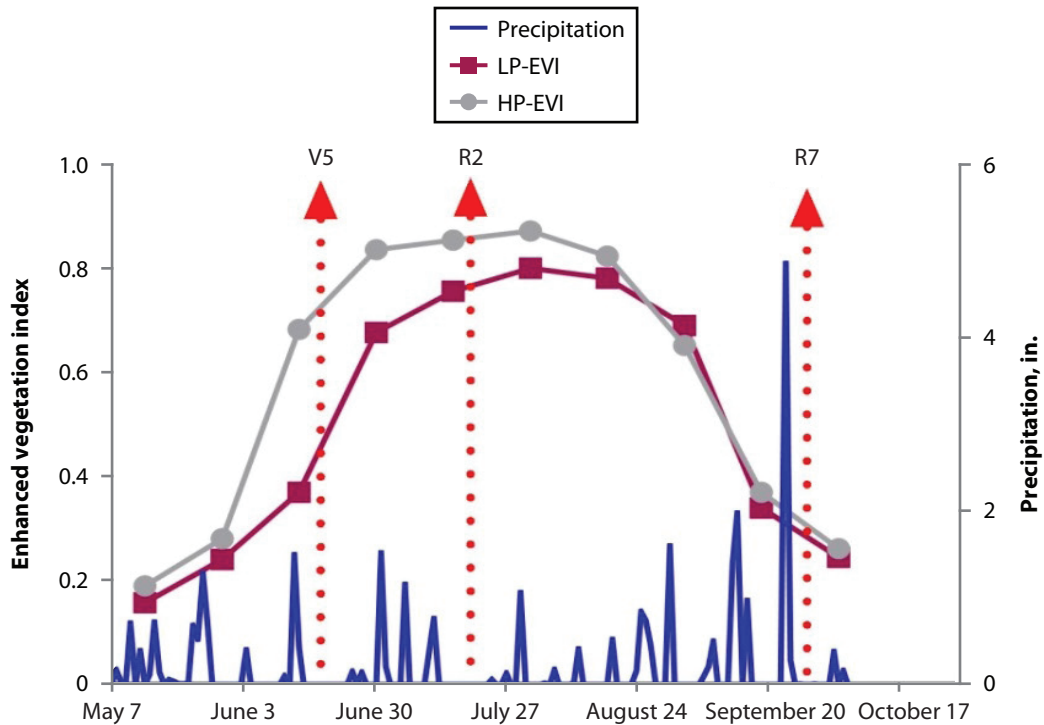 Precipitation
LP-EVI
HP-EVI
V5
R2
R7
1.0
0.8
0.6
0.4
0.2
0
Enhanced vegetation index
6
4
2
0
Precipitation, in.
May 7
June 3
June 30
July 27
August 24
September 20
October 17